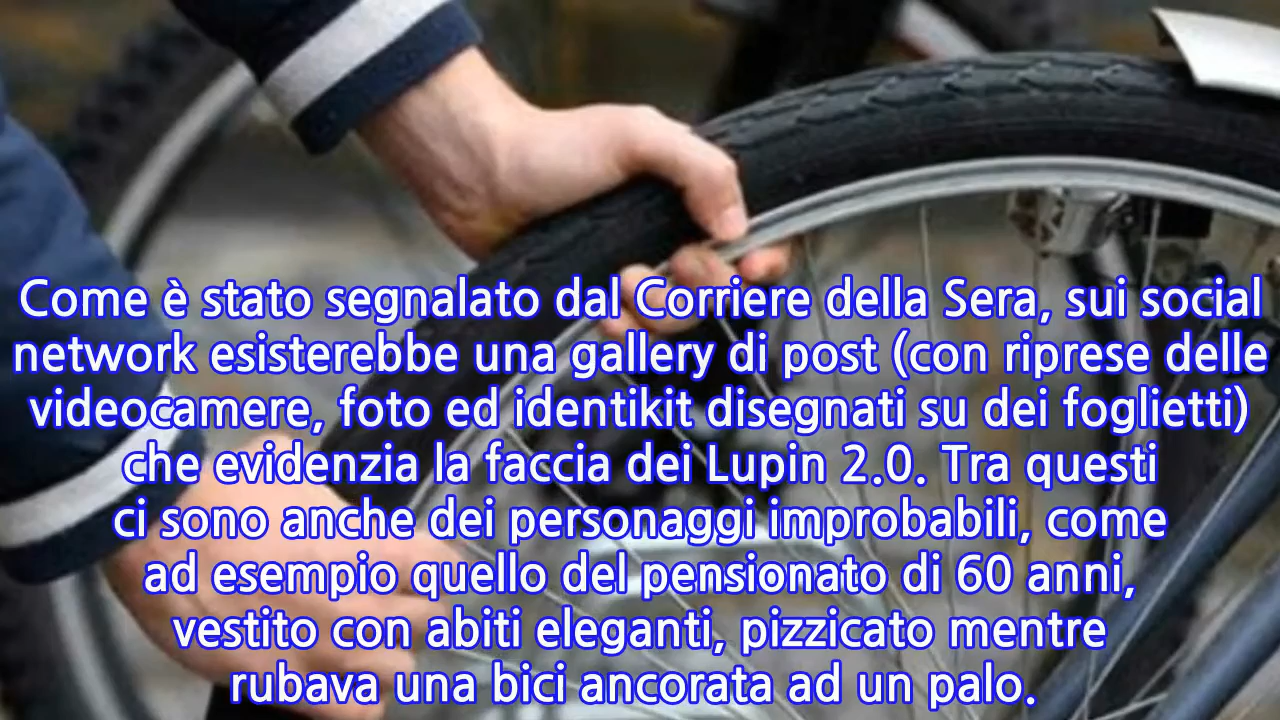 Come è stato segnalato dal Corriere della Sera, sui social
network esisterebbe una gallery di post (con riprese delle
videocamere, foto ed identikit disegnati su dei foglietti)
che evidenzia la faccia dei Lupin 2.0. Tra questi
ci sono anche dei personaggi improbabili, come
ad esempio quello del pensionato di 60 anni,
vestito con abiti eleganti, pizzicato mentre
rubava una bici ancorata ad un palo.